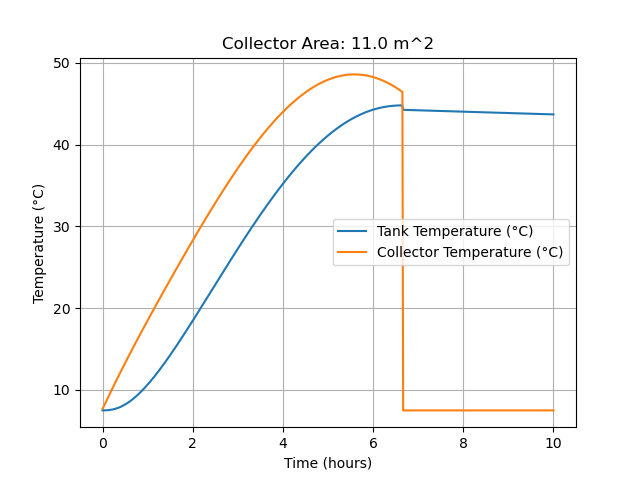 Collector Area: 11.0 m^2
Temperature (°C)
50
40
30
20
10
Tank Temperature (°C)
Collector Temperature (°C)
0
2
4
6
8
10
Time (hours)